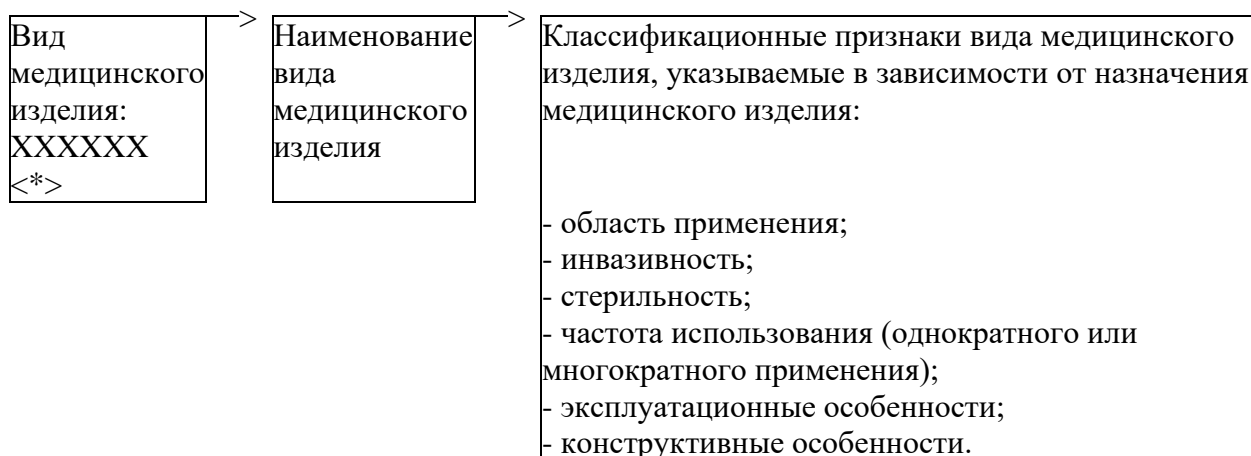 Вид
медицинского
изделия:
XXXXXX
<*>
>
Наименование
вида
медицинского
изделия
>
Классификационные признаки вида медицинского
изделия, указываемые в зависимости от назначения
медицинского изделия:
- область применения;
- инвазивность;
- стерильность;
- частота использования (однократного или
многократного применения);
- эксплуатационные особенности;
- конструктивные особенности.